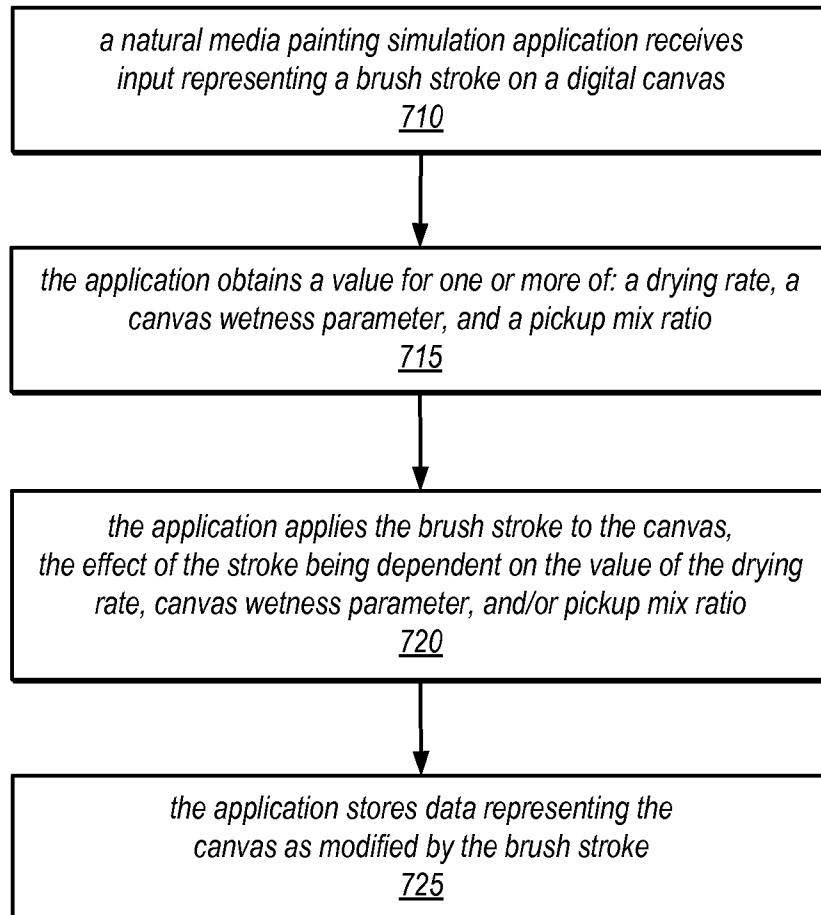 a natural media painting simulation application receives
input representing a brush stroke on a digital canvas
710
the application obtains a value for one or more of: a drying rate, a
canvas wetness parameter, and a pickup mix ratio
715
the application applies the brush stroke to the canvas,
the effect of the stroke being dependent on the value of the drying
rate, canvas wetness parameter, and/or pickup mix ratio
720
the application stores data representing the
canvas as modified by the brush stroke
725